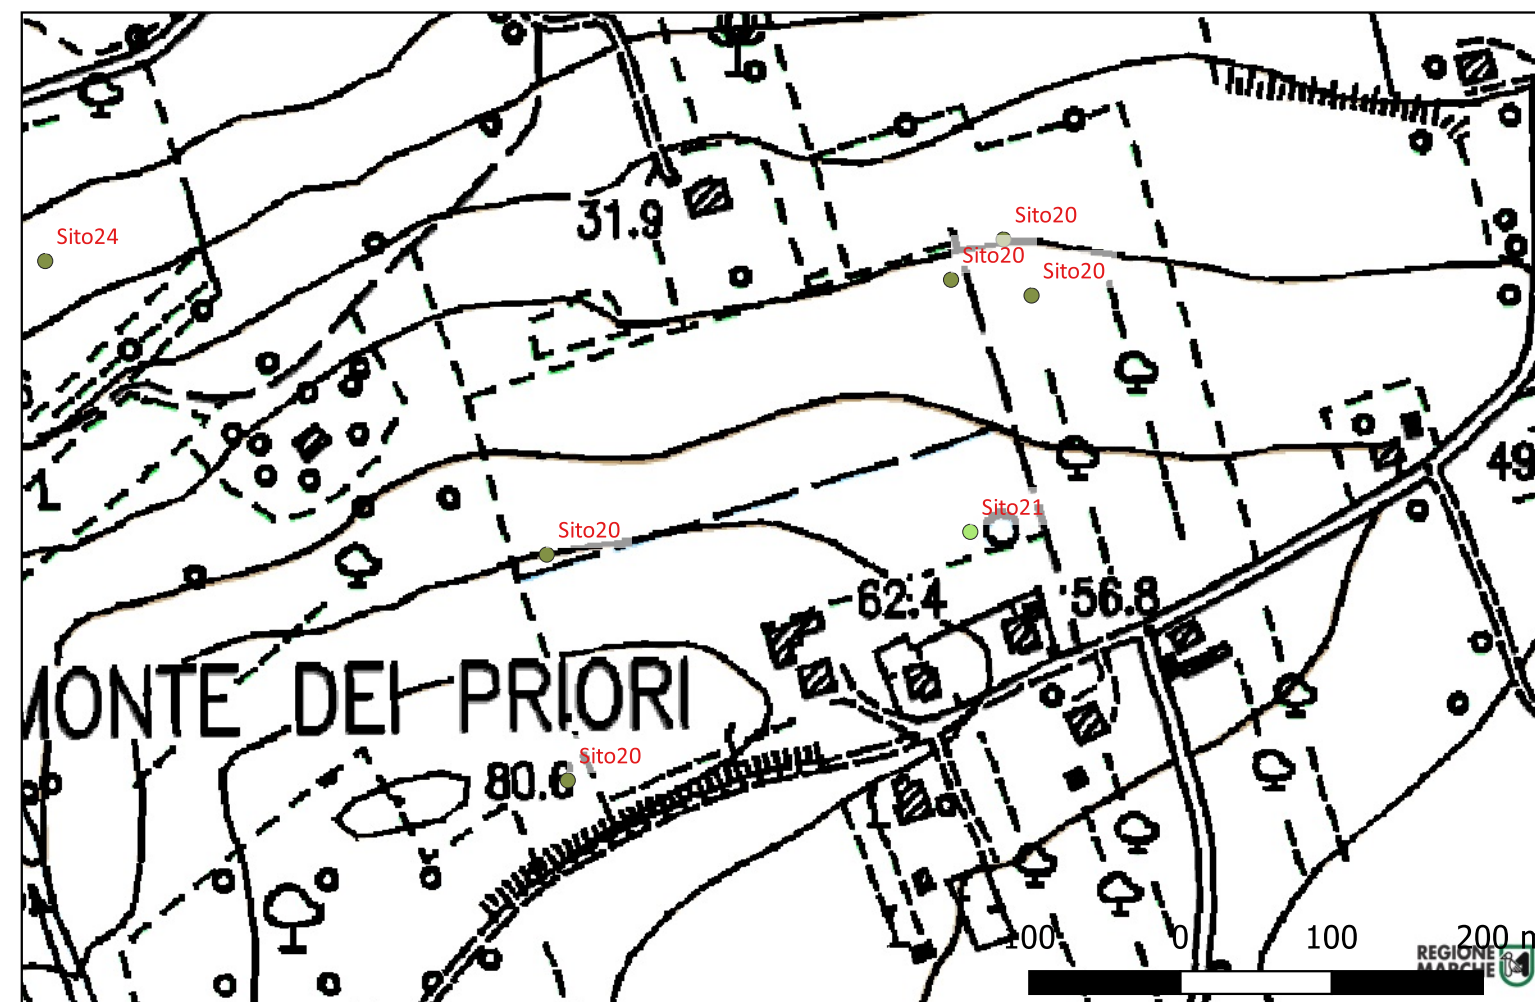 Sito20
31.9
Sito24
Sito20
Sito20
49
Sito21
Sito20
62.4
56.8
MONTE DEI PRIORI
Sito20
80.6
100
0
100
200 m
REGIONE
MARCHE